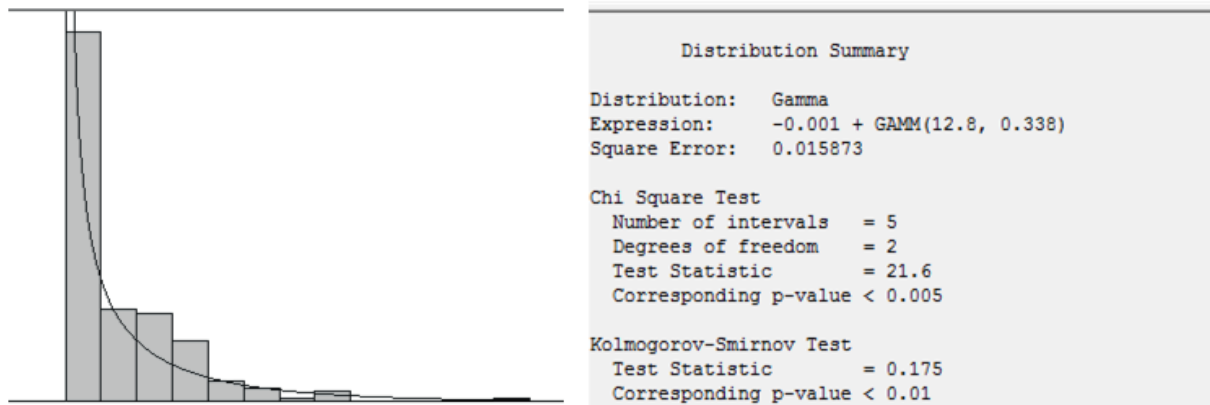 Distribution Summary
Distribution: Gamma
Expression: -0.001 + GAMM(12.8, 0.338)
Square Error: 0.015873
Chi Square Test
Number of intervals = 5
Degrees of freedom = 2
Test Statistic = 21.6
Corresponding p-value < 0.005
Kolmogorov-Smirnov Test
Test Statistic = 0.175
Corresponding p-value < 0.01